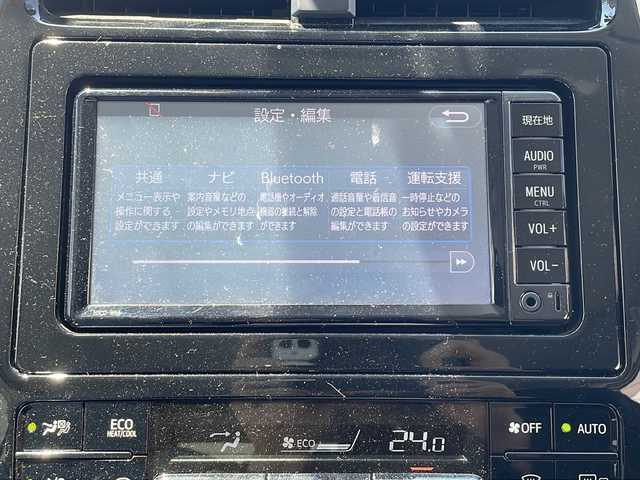 設定・編集
共通 ナビ Bluetooth 電話 運転支援
メニュー表示や 案内音量などの 電話機やオーディオ 通話音量や着信音 一時停止などの
操作に関する 設定やメモリ地点 機器の接続と解除 の設定と電話帳の お知らせやカメラ
設定ができます の編集ができます ができます 編集ができます の設定ができます
現在地
AUDIO
PWR
MENU
CTRL
VOL+
VOL-
ECO
HEAT/COOL
ECO
24.0
OFF
AUTO